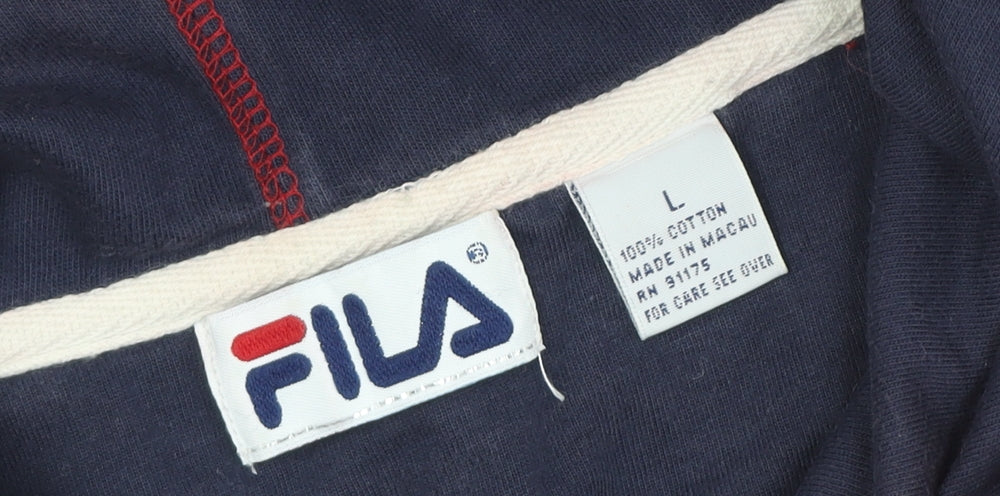 FILA®
L
100% COTTON
MADE IN MACAU
RN 91175
FOR CARE SEE OVER